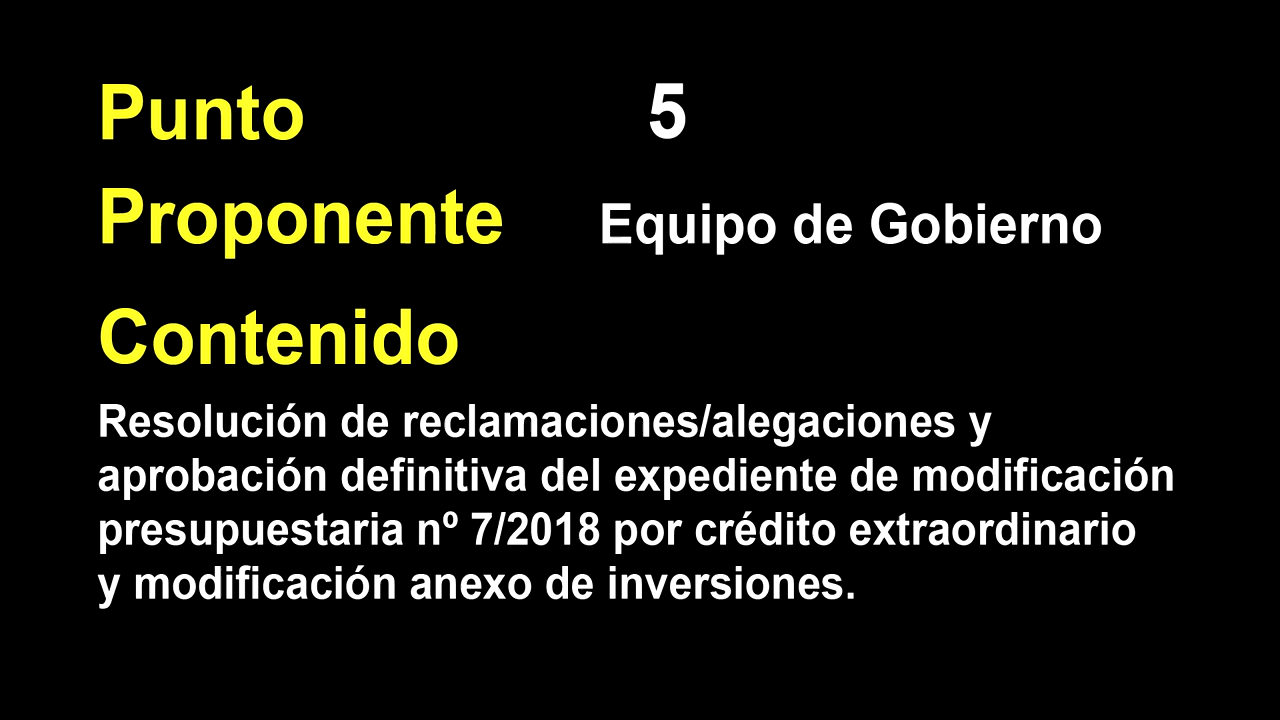 Punto 5
Proponente Equipo de Gobierno
Contenido
Resolución de reclamaciones/alegaciones y
aprobación definitiva del expediente de modificación
presupuestaria nº 7/2018 por crédito extraordinario
y modificación anexo de inversiones.